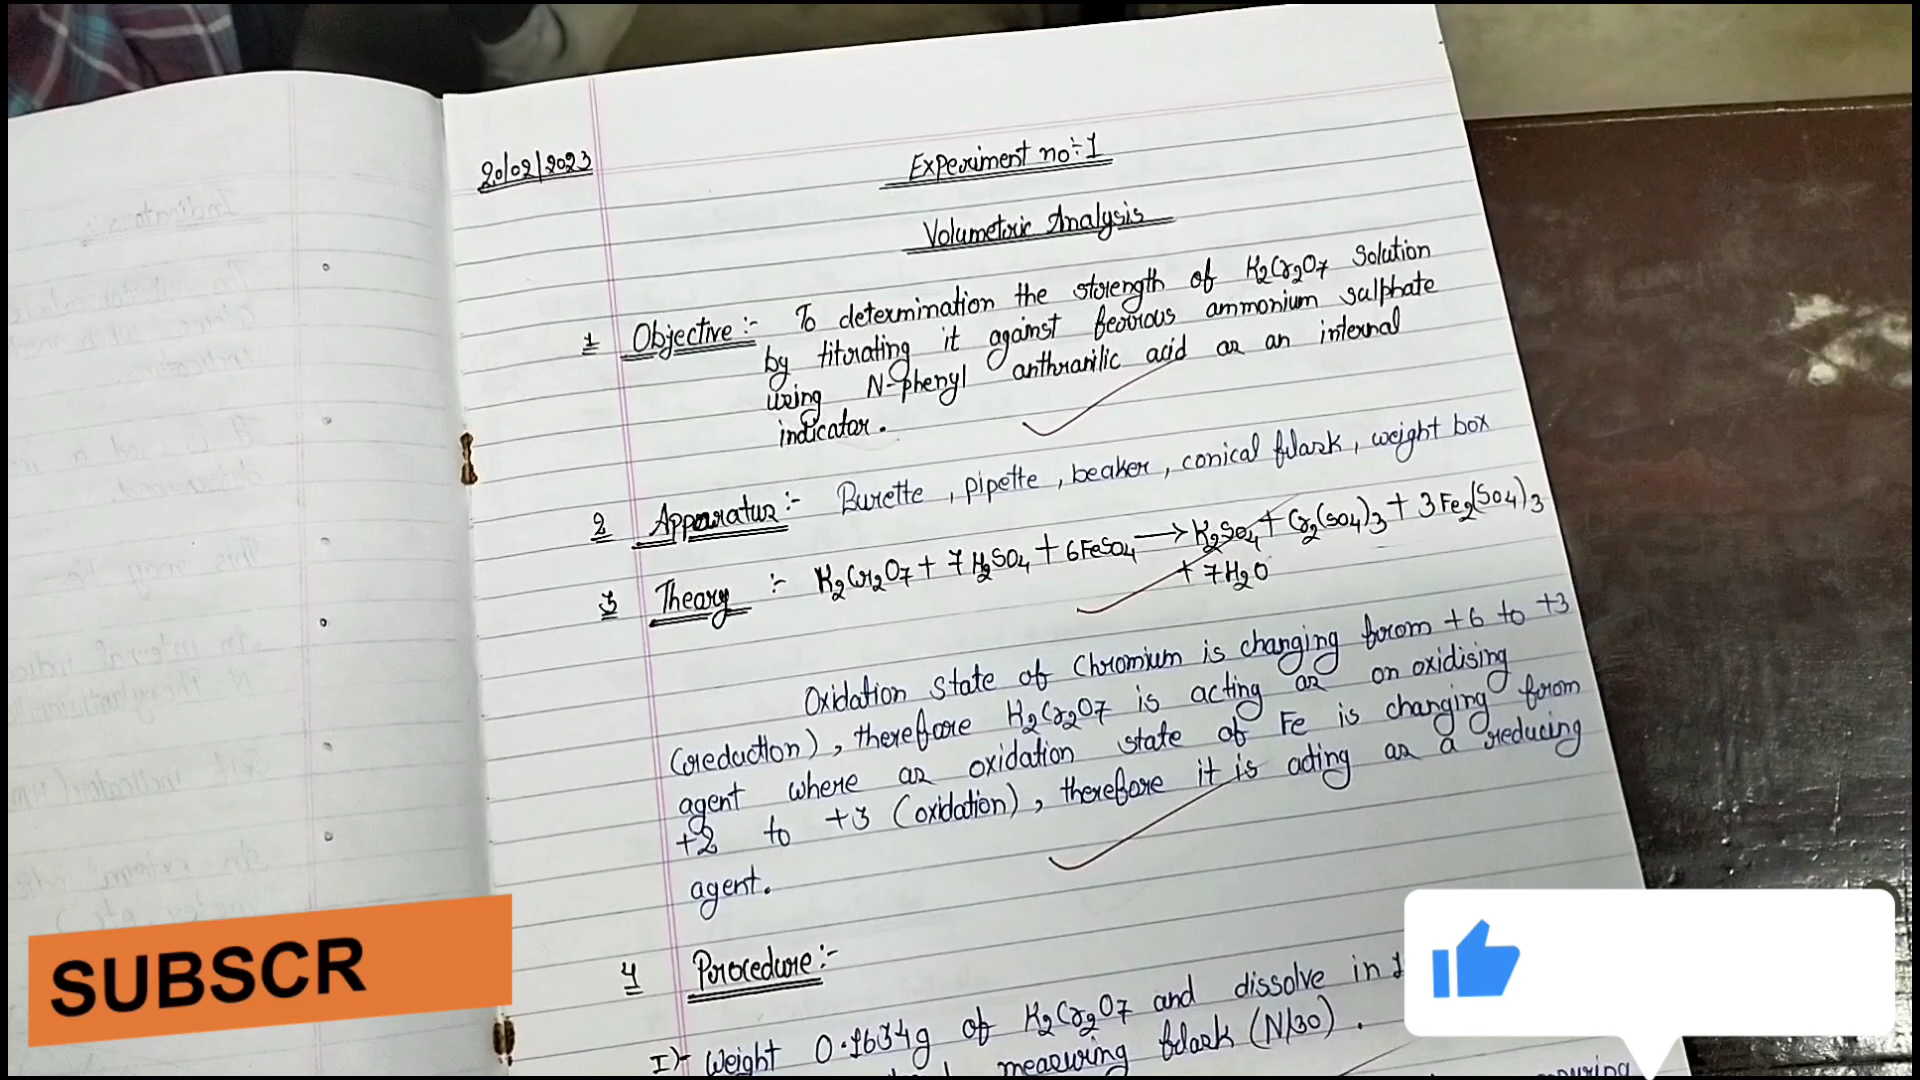 20/02/2023
Experiment no÷1
Volumetric Analysis
1 Objective :- To determination the strength of K2Cr2O7 Solution
by titrating it against ferrous ammonium sulphate
using N-phenyl anthranilic acid as an internal
indicator.
2 Apparatus :- Burette, pipette, beaker, conical flask, weight box
3 Theory :- K2Cr2O7 + 7H2SO4 + 6FeSO4 → K2SO4 + Cr2(SO4)3 + 3Fe2(SO4)3
+ 7H2O
Oxidation state of Chromium is changing from +6 to +3
(reduction), therefore K2Cr2O7 is acting as on oxidising
agent where as oxidation state of Fe is changing from
+2 to +3 (oxidation), therefore it is acting as a reducing
agent.
4 Procedure :-
I)- Weight 0.1634g of K2Cr2O7 and dissolve in 1
measuring flask (N/30).
SUBSCR
Indicators :-